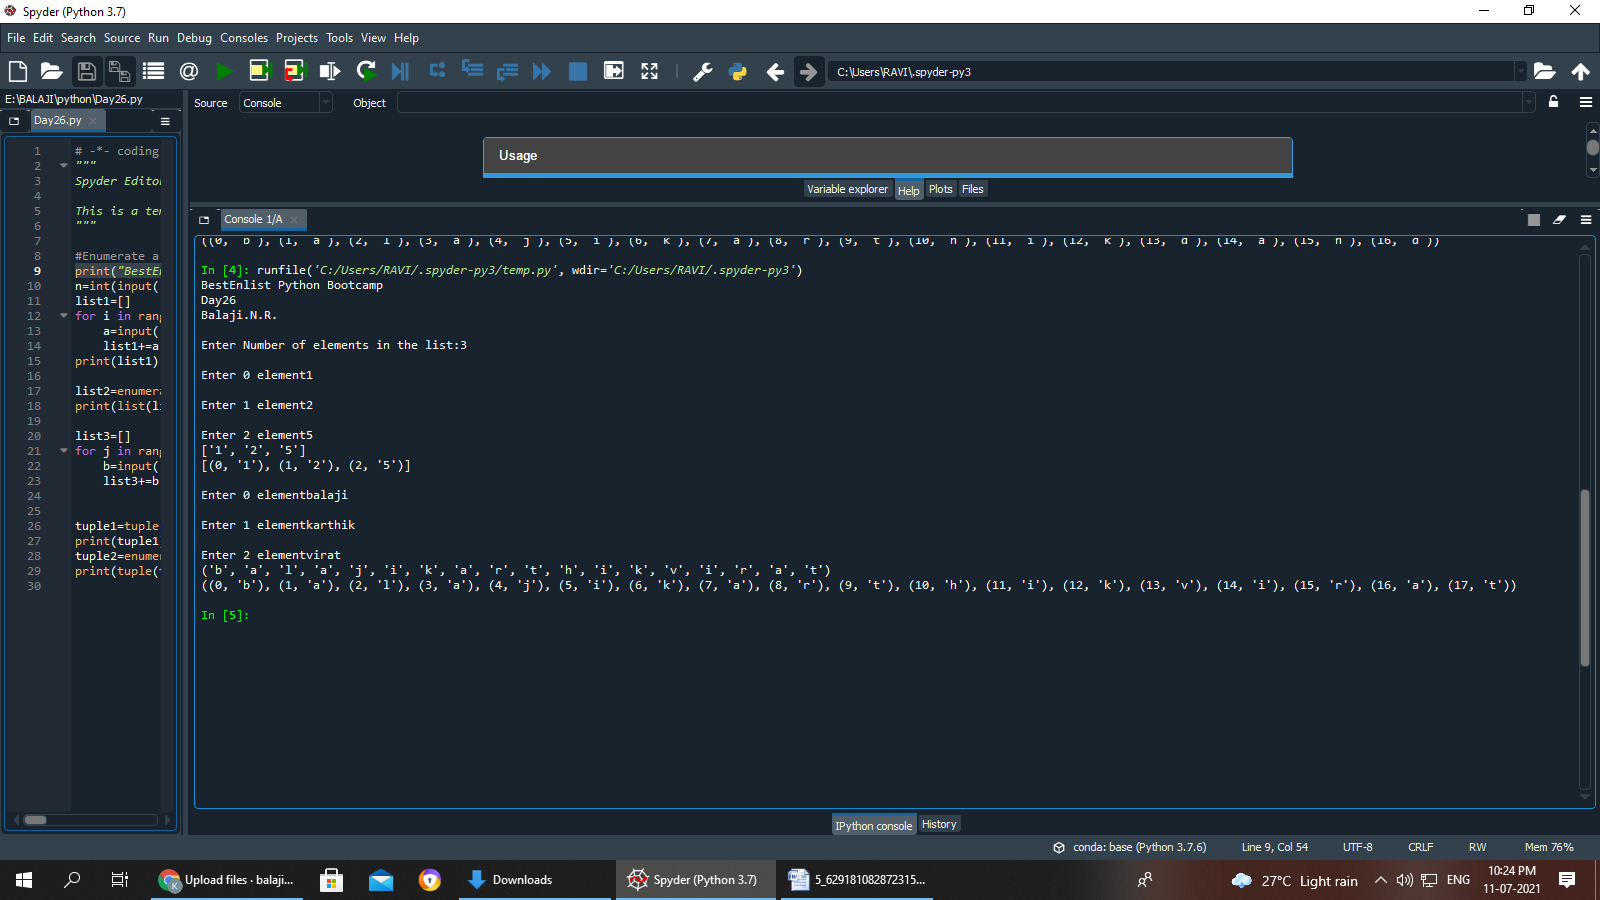 Spyder (Python 3.7)
File Edit Search Source Run Debug Consoles Projects Tools View Help
C:\Users\RAVI\.spyder-py3
E:\BALAJI\python\Day26.py
Day26.py
1 # -*- coding
2 """
3 Spyder Editor
4
5 This is a tem
6 """
7
8 #Enumerate a
9 print("BestEn
10 n=int(input(
11 list1=[]
12 for i in rang
13 a=input(
14 list1+=a
15 print(list1)
16
17 list2=enumera
18 print(list(li
19
20 list3=[]
21 for j in rang
22 b=input(
23 list3+=b
24
25
26 tuple1=tuple
27 print(tuple1
28 tuple2=enumer
29 print(tuple(t
30
Source Console Object
Usage
Variable explorer Help Plots Files
Console 1/A
((0, 'b'), (1, 'a'), (2, 'l'), (3, 'a'), (4, 'j'), (5, 'i'), (6, 'k'), (7, 'a'), (8, 'r'), (9, 't'), (10, 'h'), (11, 'i'), (12, 'k'), (13, 'd'), (14, 'a'), (15, 'h'), (16, 'd'))
In [4]: runfile('C:/Users/RAVI/.spyder-py3/temp.py', wdir='C:/Users/RAVI/.spyder-py3')
BestEnlist Python Bootcamp
Day26
Balaji.N.R.
Enter Number of elements in the list:3
Enter 0 element1
Enter 1 element2
Enter 2 element5
['1', '2', '5']
[(0, '1'), (1, '2'), (2, '5')]
Enter 0 elementbalaji
Enter 1 elementkarthik
Enter 2 elementvirat
('b', 'a', 'l', 'a', 'j', 'i', 'k', 'a', 'r', 't', 'h', 'i', 'k', 'v', 'i', 'r', 'a', 't')
((0, 'b'), (1, 'a'), (2, 'l'), (3, 'a'), (4, 'j'), (5, 'i'), (6, 'k'), (7, 'a'), (8, 'r'), (9, 't'), (10, 'h'), (11, 'i'), (12, 'k'), (13, 'v'), (14, 'i'), (15, 'r'), (16, 'a'), (17, 't'))
In [5]:
IPython console History
conda: base (Python 3.7.6) Line 9, Col 54 UTF-8 CRLF RW Mem 76%
Upload files · balaji... Downloads Spyder (Python 3.7) 5_629181082872315... 27°C Light rain ENG 10:24 PM
11-07-2021